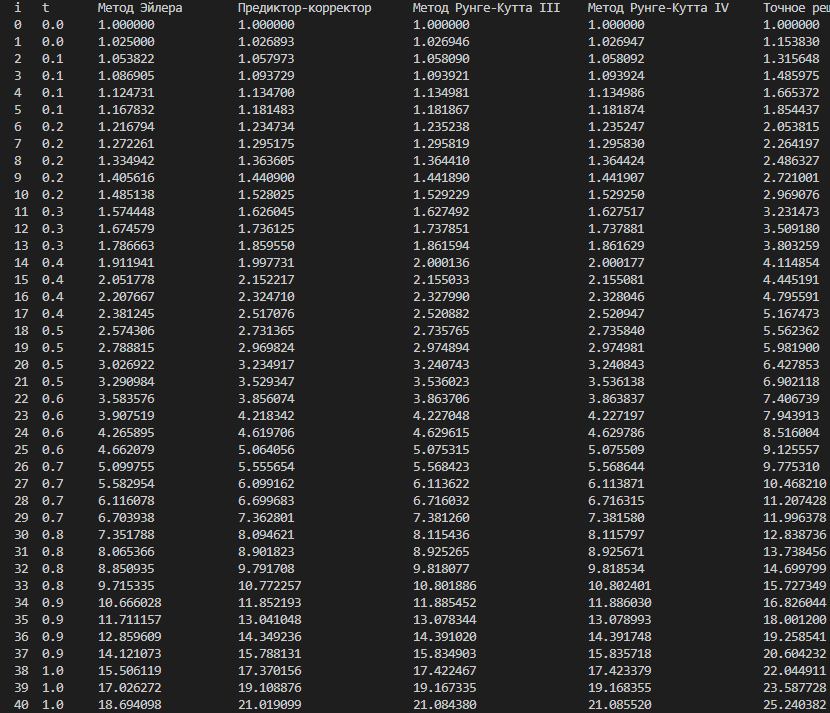 i t Метод Эйлера Предиктор-корректор Метод Рунге-Кутта III Метод Рунге-Кутта IV Точное реш
0 0.0 1.000000 1.000000 1.000000 1.000000 1.000000
1 0.0 1.025000 1.026893 1.026946 1.026947 1.153830
2 0.1 1.053822 1.057973 1.058090 1.058092 1.315648
3 0.1 1.086905 1.093729 1.093921 1.093924 1.485975
4 0.1 1.124731 1.134700 1.134981 1.134986 1.665372
5 0.1 1.167832 1.181483 1.181867 1.181874 1.854437
6 0.2 1.216794 1.234734 1.235238 1.235247 2.053815
7 0.2 1.272261 1.295175 1.295819 1.295830 2.264197
8 0.2 1.334942 1.363605 1.364410 1.364424 2.486327
9 0.2 1.405616 1.440900 1.441890 1.441907 2.721001
10 0.2 1.485138 1.528025 1.529229 1.529250 2.969076
11 0.3 1.574448 1.626045 1.627492 1.627517 3.231473
12 0.3 1.674579 1.736125 1.737851 1.737881 3.509180
13 0.3 1.786663 1.859550 1.861594 1.861629 3.803259
14 0.4 1.911941 1.997731 2.000136 2.000177 4.114854
15 0.4 2.051778 2.152217 2.155033 2.155081 4.445191
16 0.4 2.207667 2.324710 2.327990 2.328046 4.795591
17 0.4 2.381245 2.517076 2.520882 2.520947 5.167473
18 0.5 2.574306 2.731365 2.735765 2.735840 5.562362
19 0.5 2.788815 2.969824 2.974894 2.974981 5.981900
20 0.5 3.026922 3.234917 3.240743 3.240843 6.427853
21 0.5 3.290984 3.529347 3.536023 3.536138 6.902118
22 0.6 3.583576 3.856074 3.863706 3.863837 7.406739
23 0.6 3.907519 4.218342 4.227048 4.227197 7.943913
24 0.6 4.265895 4.619706 4.629615 4.629786 8.516004
25 0.6 4.662079 5.064056 5.075315 5.075509 9.125557
26 0.7 5.099755 5.555654 5.568423 5.568644 9.775310
27 0.7 5.582954 6.099162 6.113622 6.113871 10.468210
28 0.7 6.116078 6.699683 6.716032 6.716315 11.207428
29 0.7 6.703938 7.362801 7.381260 7.381580 11.996378
30 0.8 7.351788 8.094621 8.115436 8.115797 12.838736
31 0.8 8.065366 8.901823 8.925265 8.925671 13.738456
32 0.8 8.850935 9.791708 9.818077 9.818534 14.699799
33 0.8 9.715335 10.772257 10.801886 10.802401 15.727349
34 0.9 10.666028 11.852193 11.885452 11.886030 16.826044
35 0.9 11.711157 13.041048 13.078344 13.078993 18.001200
36 0.9 12.859609 14.349236 14.391020 14.391748 19.258541
37 0.9 14.121073 15.788131 15.834903 15.835718 20.604232
38 1.0 15.506119 17.370156 17.422467 17.423379 22.044911
39 1.0 17.026272 19.108876 19.167335 19.168355 23.587728
40 1.0 18.694098 21.019099 21.084380 21.085520 25.240382